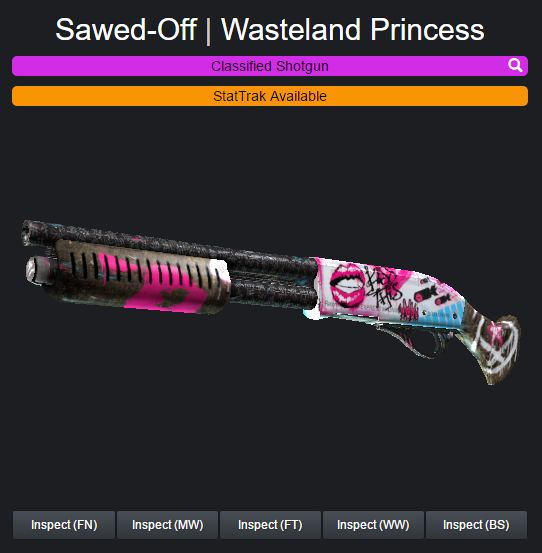 Sawed-Off | Wasteland Princess
Classified Shotgun
StatTrak Available
Inspect (FN)
Inspect (MW)
Inspect (FT)
Inspect (WW)
Inspect (BS)